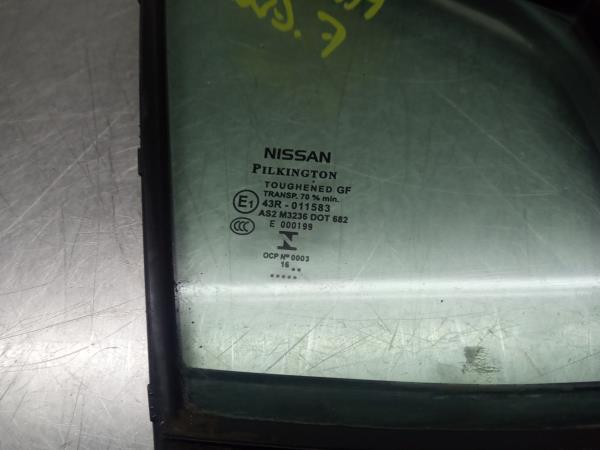 NISSAN
PILKINGTON
TOUGHENED GF
TRANSP. 70 % min.
E1 43R - 011583
AS2 M3236 DOT 682
CCC E 000199
OCP Nº 0003
16